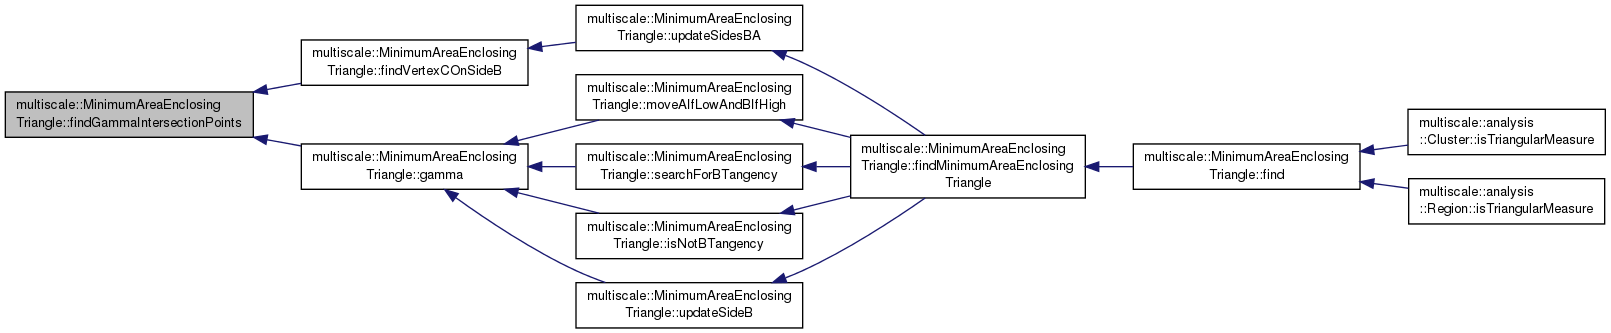 multiscale::MinimumAreaEnclosing
Triangle::findGammaIntersectionPoints
multiscale::MinimumAreaEnclosing
Triangle::findVertexCOnSideB
multiscale::MinimumAreaEnclosing
Triangle::gamma
multiscale::MinimumAreaEnclosing
Triangle::updateSidesBA
multiscale::MinimumAreaEnclosing
Triangle::moveAIfLowAndBIfHigh
multiscale::MinimumAreaEnclosing
Triangle::searchForBTangency
multiscale::MinimumAreaEnclosing
Triangle::isNotBTangency
multiscale::MinimumAreaEnclosing
Triangle::updateSideB
multiscale::MinimumAreaEnclosing
Triangle::findMinimumAreaEnclosing
Triangle
multiscale::MinimumAreaEnclosing
Triangle::find
multiscale::analysis
::Cluster::isTriangularMeasure
multiscale::analysis
::Region::isTriangularMeasure